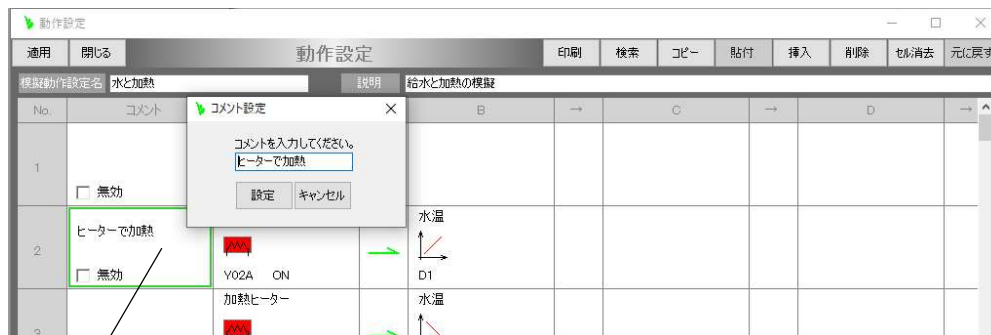 動作設定
適用 閉じる 動作設定 印刷 検索 コピー 貼付 挿入 削除 セル消去 元に戻す
模擬動作設定名 水と加熱 説明 給水と加熱の模擬
No. コメント B → C → D →
コメント設定
コメントを入力してください。
ヒーターで加熱
設定 キャンセル
1
無効
2
ヒーターで加熱
無効
Y02A ON
水温
D1
3
加熱ヒーター
水温